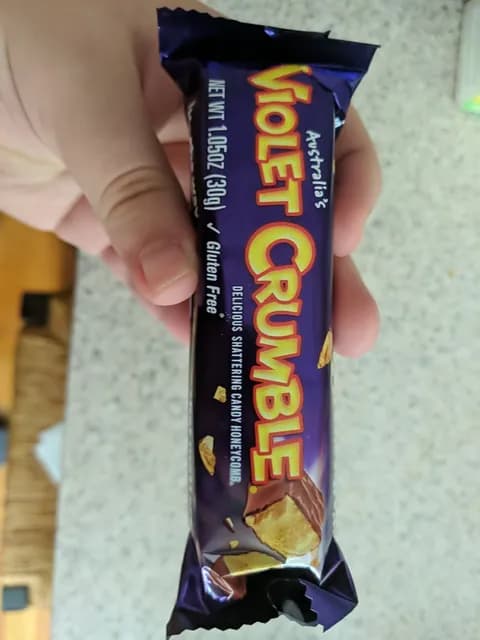 Australia's
VIOLET CRUMBLE
DELICIOUS SHATTERING CANDY HONEYCOMB.
NET WT 1.05oz (30g) ✓ Gluten Free*